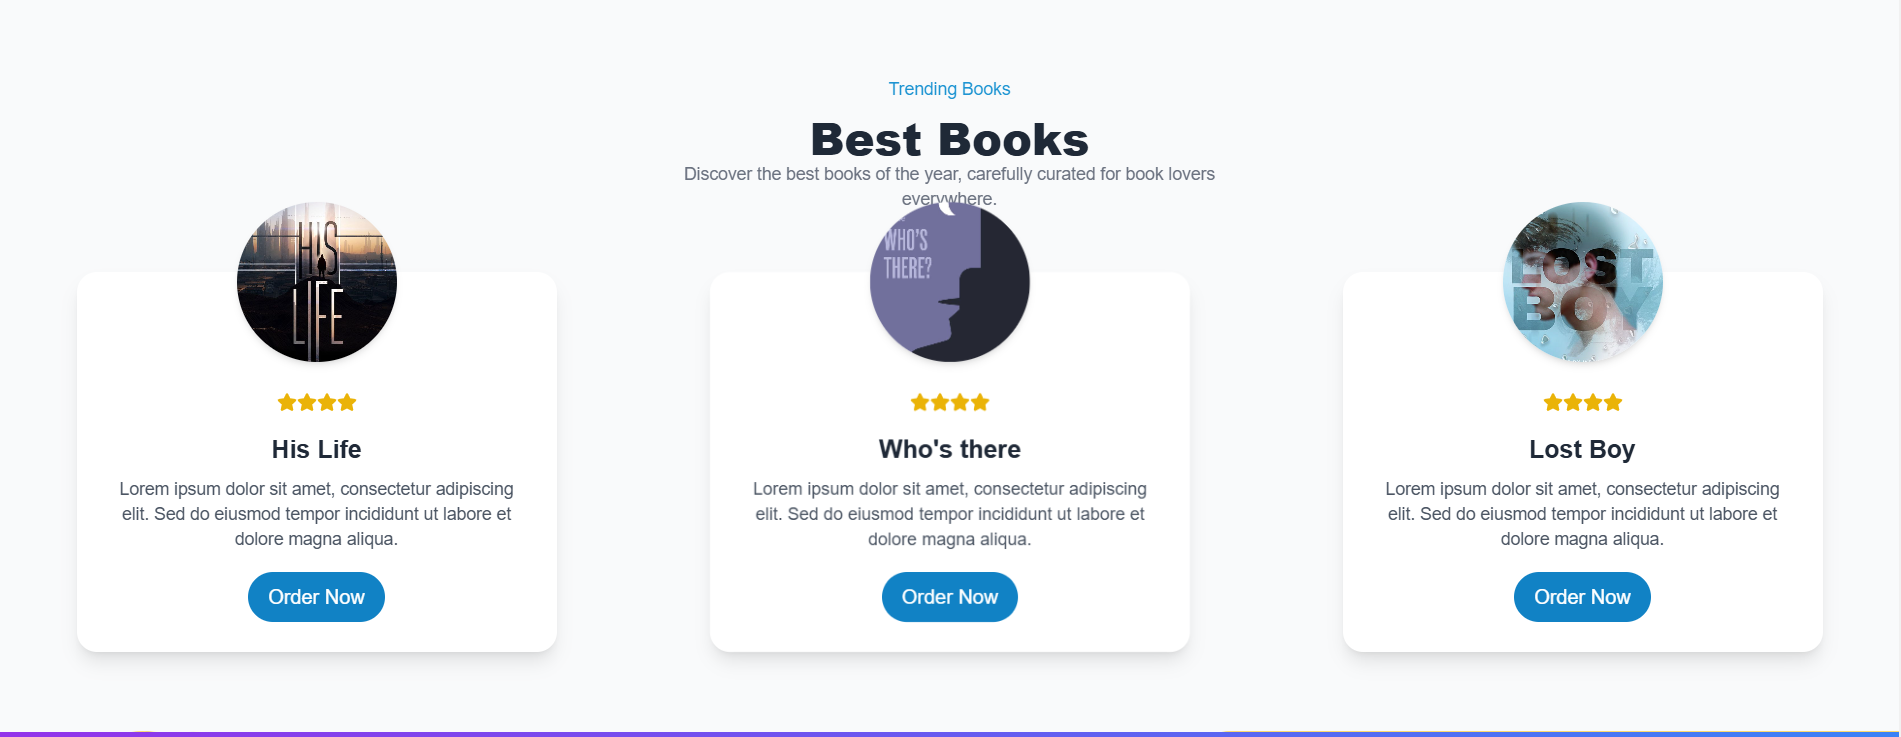 Trending Books
Best Books
Discover the best books of the year, carefully curated for book lovers
everywhere.
HIS
LIFE
His Life
Lorem ipsum dolor sit amet, consectetur adipiscing
elit. Sed do eiusmod tempor incididunt ut labore et
dolore magna aliqua.
Order Now
WHO'S
THERE?
Who's there
Lorem ipsum dolor sit amet, consectetur adipiscing
elit. Sed do eiusmod tempor incididunt ut labore et
dolore magna aliqua.
Order Now
LOST
BOY
Lost Boy
Lorem ipsum dolor sit amet, consectetur adipiscing
elit. Sed do eiusmod tempor incididunt ut labore et
dolore magna aliqua.
Order Now